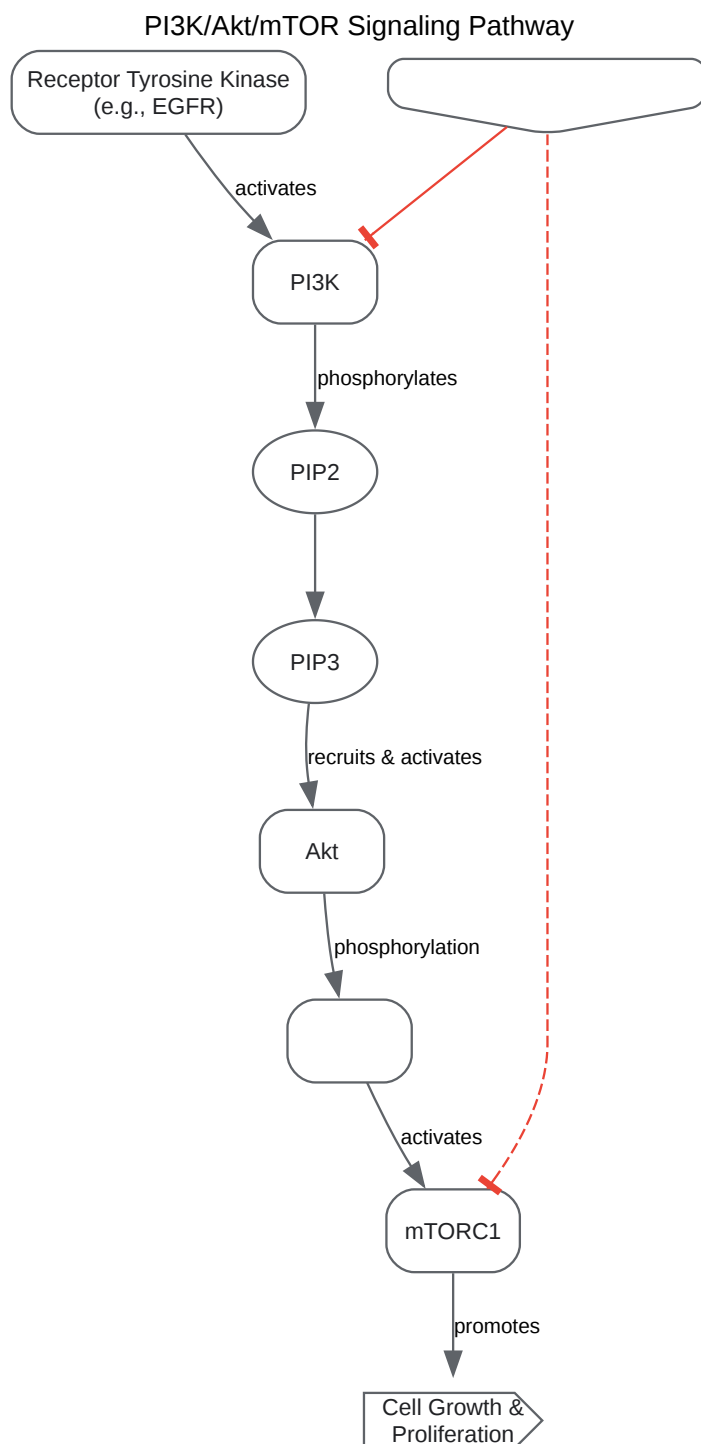 PI3K/Akt/mTOR Signaling Pathway
Receptor Tyrosine Kinase
(e.g., EGFR)
activates
PI3K
phosphorylates
PIP2
PIP3
recruits & activates
Akt
phosphorylation
activates
mTORC1
promotes
Cell Growth &
Proliferation